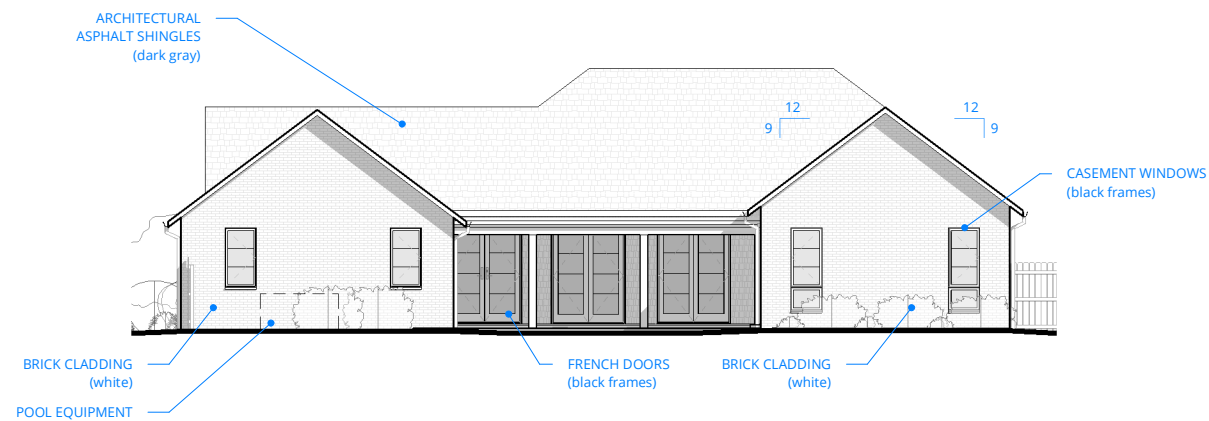 ARCHITECTURAL
ASPHALT SHINGLES
(dark gray)
12
9
12
9
CASEMENT WINDOWS
(black frames)
BRICK CLADDING
(white)
POOL EQUIPMENT
FRENCH DOORS
(black frames)
BRICK CLADDING
(white)